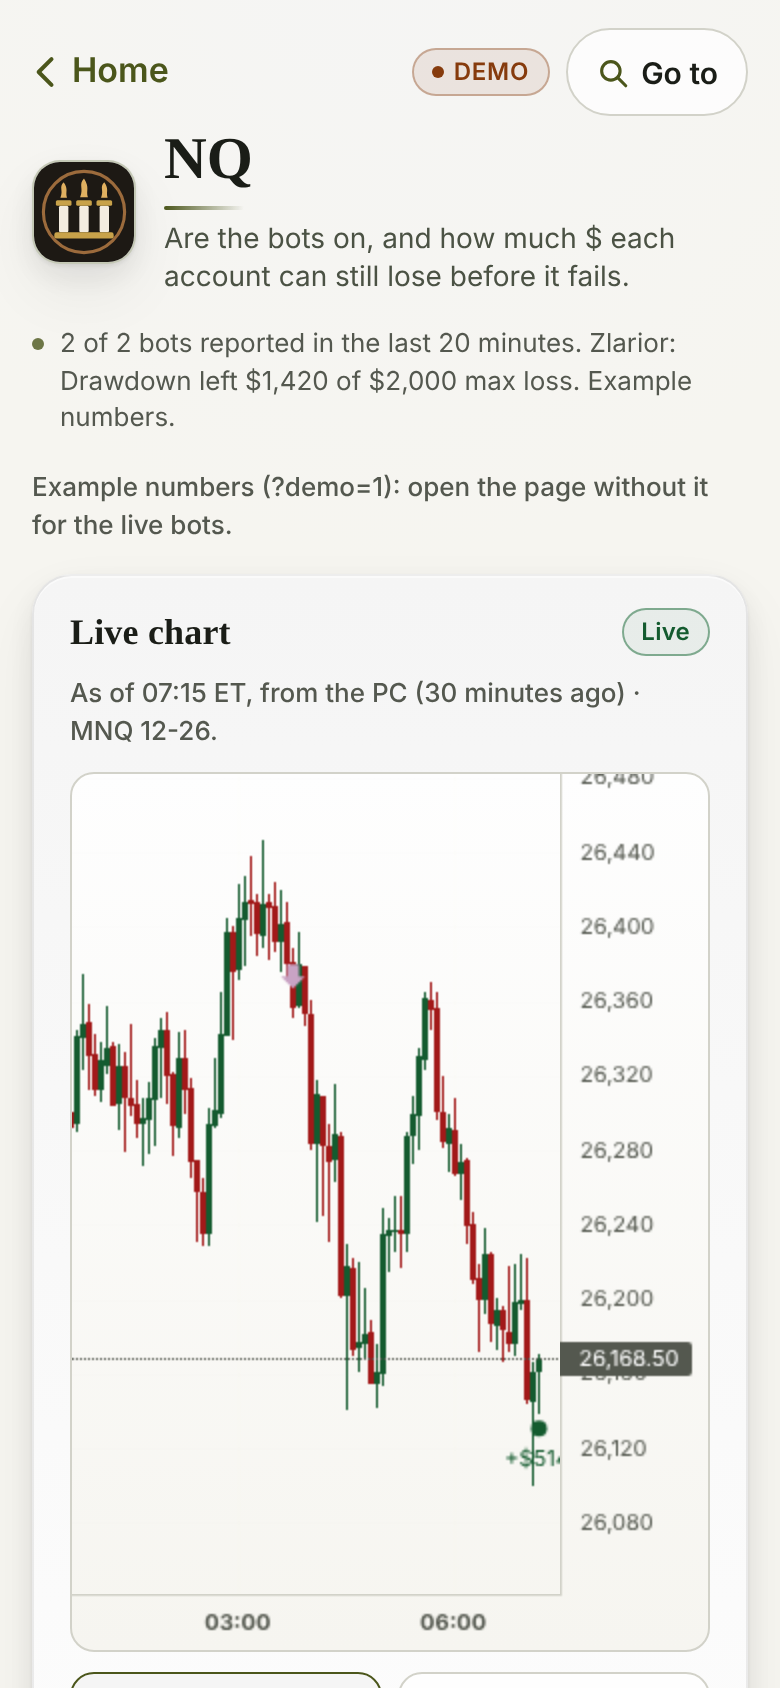 Home
DEMO
Go to
NQ
Are the bots on, and how much $ each
account can still lose before it fails.
2 of 2 bots reported in the last 20 minutes. Zlarior:
Drawdown left $1,420 of $2,000 max loss. Example
numbers.
Example numbers (?demo=1): open the page without it
for the live bots.
Live chart
Live
As of 07:15 ET, from the PC (30 minutes ago) ·
MNQ 12-26.
26,480
26,440
26,400
26,360
26,320
26,280
26,240
26,200
26,168.50
+$514
26,120
26,080
03:00
06:00